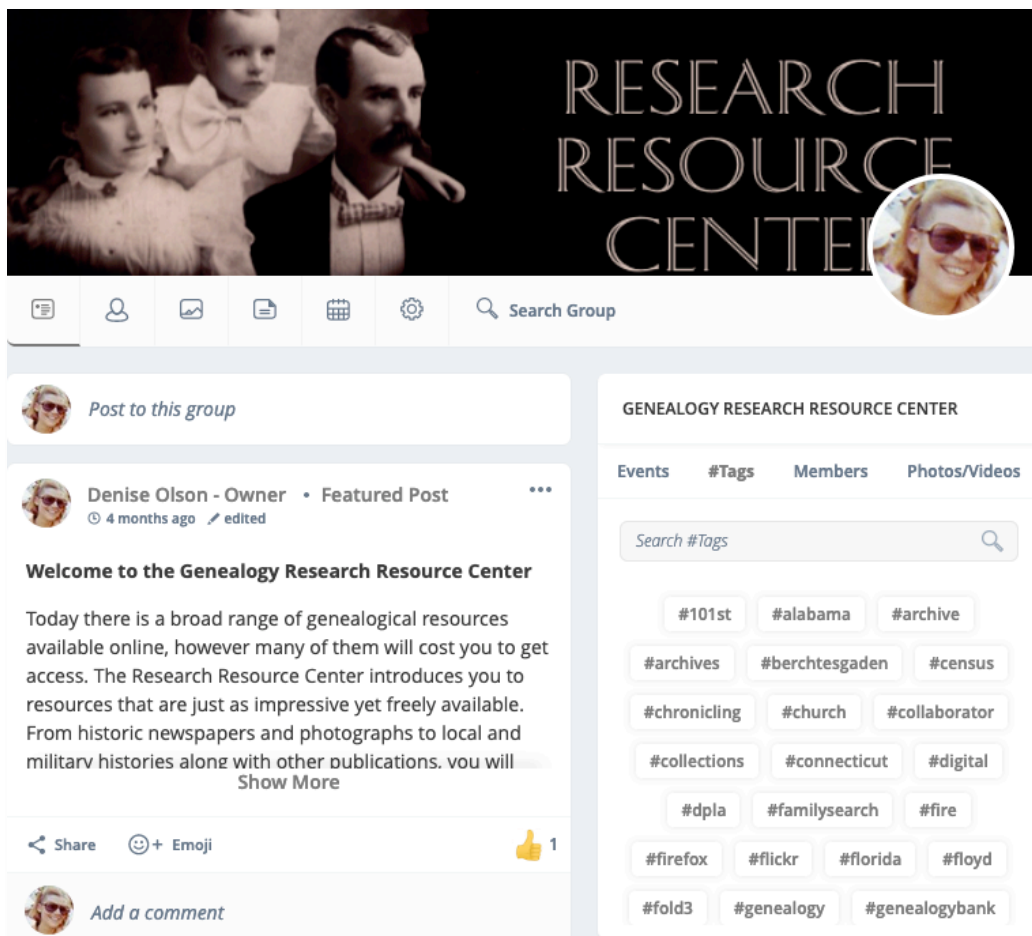 RESEARCH
RESOURCE
CENTE
Search Group
Post to this group
Denise Olson - Owner • Featured Post
4 months ago edited
Welcome to the Genealogy Research Resource Center
Today there is a broad range of genealogical resources
available online, however many of them will cost you to get
access. The Research Resource Center introduces you to
resources that are just as impressive yet freely available.
From historic newspapers and photographs to local and
military histories along with other publications, you will
Show More
Share Emoji 1
Add a comment
GENEALOGY RESEARCH RESOURCE CENTER
Events #Tags Members Photos/Videos
Search #Tags
#101st #alabama #archive
#archives #berchtesgaden #census
#chronicling #church #collaborator
#collections #connecticut #digital
#dpla #familysearch #fire
#firefox #flickr #florida #floyd
#fold3 #genealogy #genealogybank